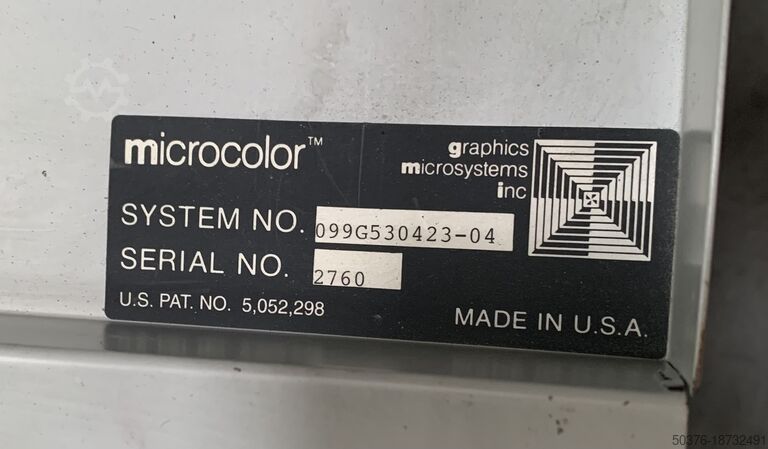 microcolor™
graphics
microsystems
inc
SYSTEM NO. 099G530423-04
SERIAL NO. 2760
U.S. PAT. NO. 5,052,298
MADE IN U.S.A.
50376-18732491